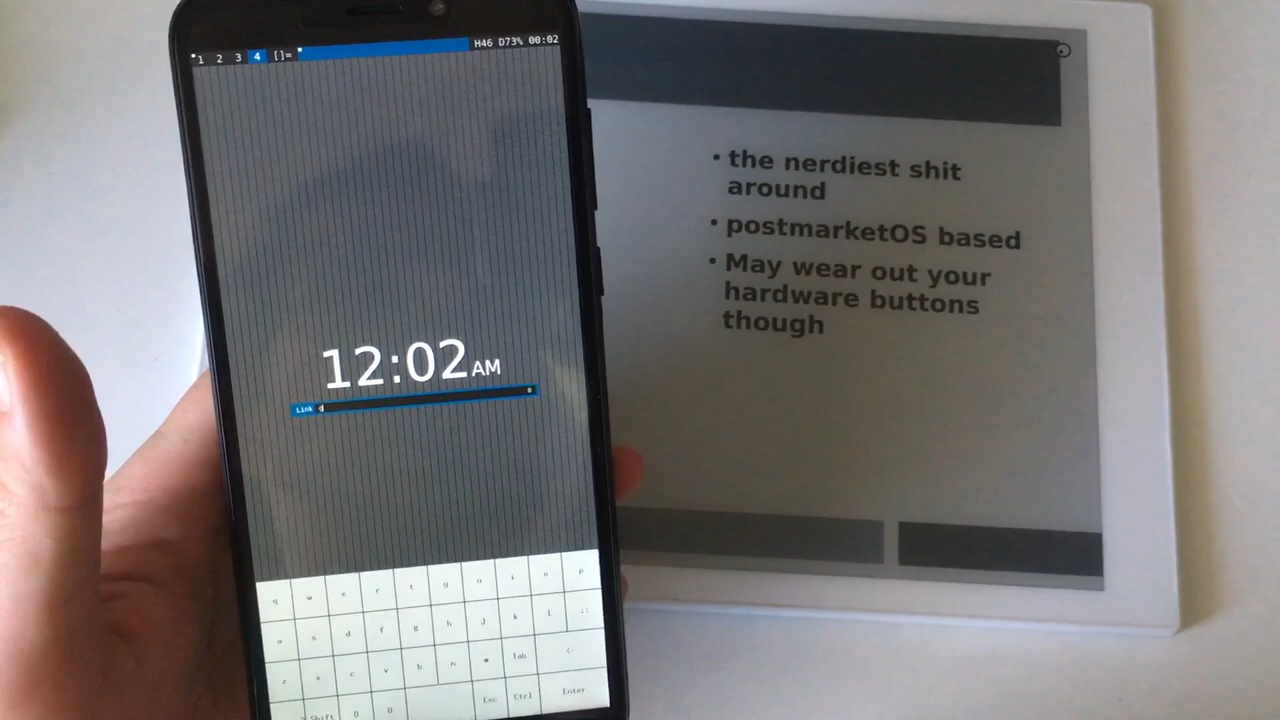 1 2 3 4 []= H46 D73% 00:02
12:02AM
Link d 0
q w e r t y u i o p
a s d f g h j k l ;:
z x c v b n m Tab <-
Shift Esc Ctrl Enter
• the nerdiest shit
around
• postmarketOS based
• May wear out your
hardware buttons
though